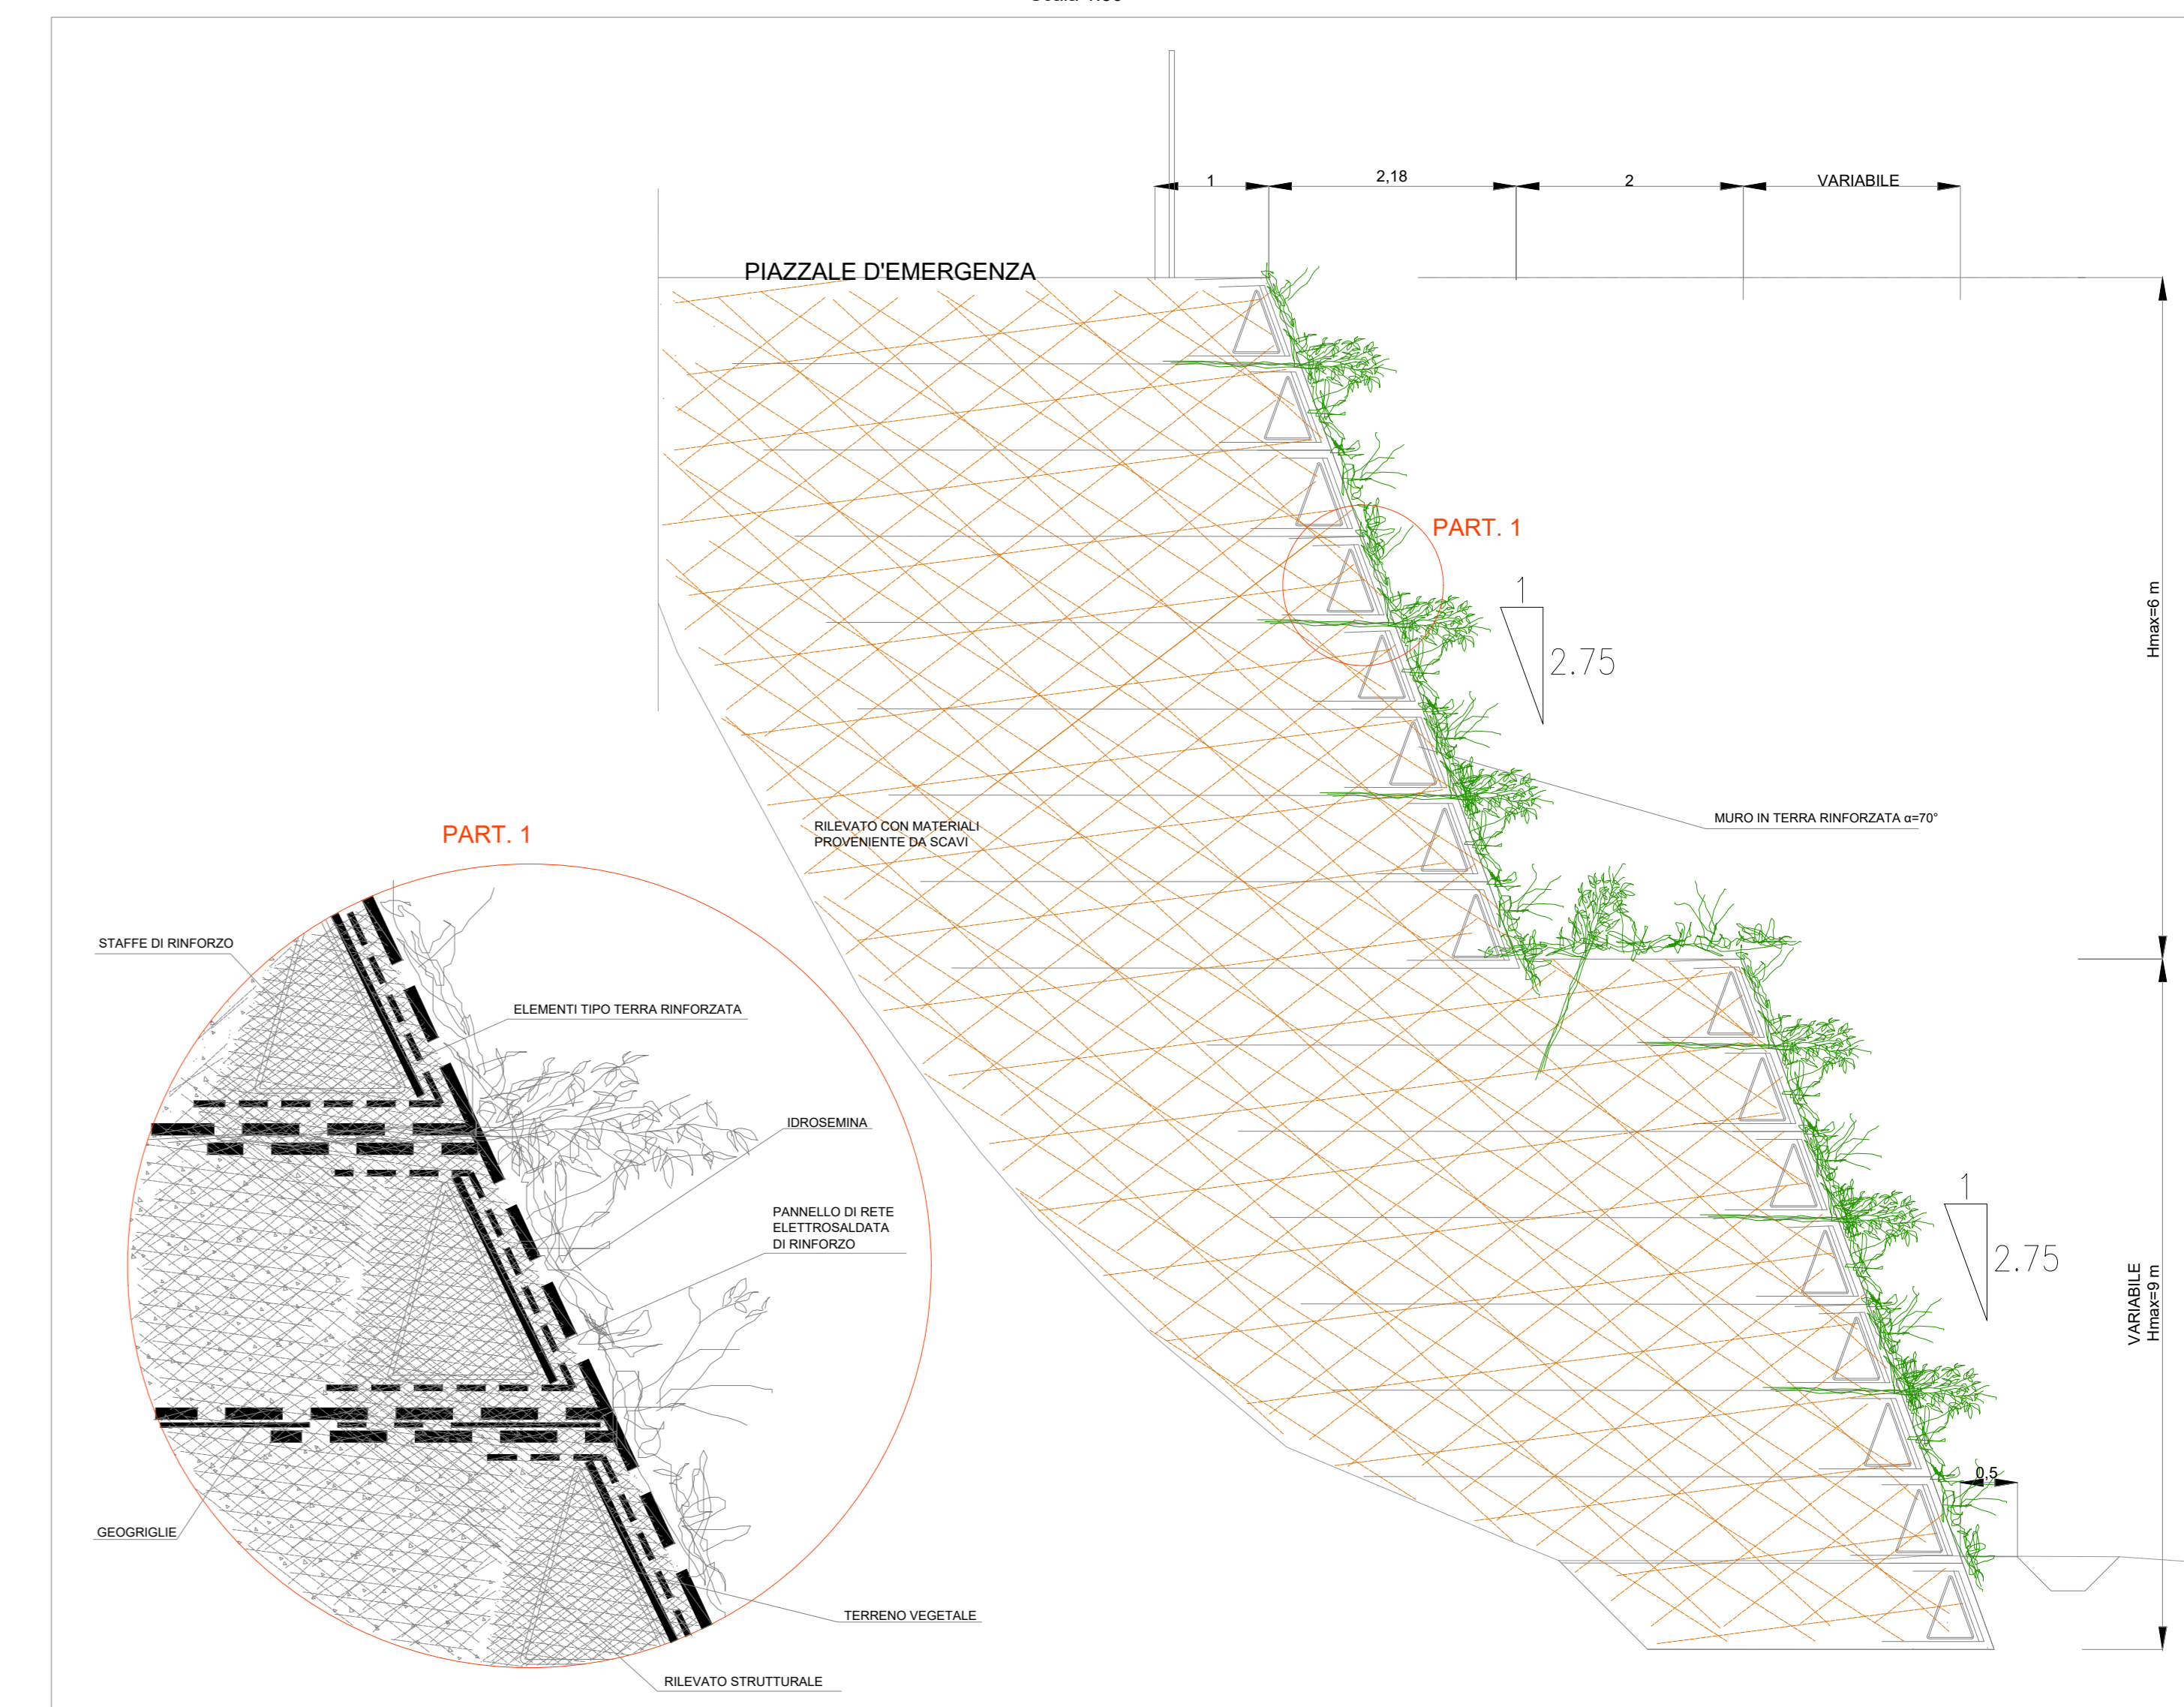 1
2,18
2
VARIABILE
PIAZZALE D'EMERGENZA
PART. 1
1
2.75
Hmax=6 m
MURO IN TERRA RINFORZATA α=70°
RILEVATO CON MATERIALI
PROVENIENTE DA SCAVI
PART. 1
STAFFE DI RINFORZO
ELEMENTI TIPO TERRA RINFORZATA
IDROSEMINA
PANNELLO DI RETE
ELETTROSALDATA
DI RINFORZO
1
2.75
VARIABILE
Hmax=9 m
0,5
GEOGRIGLIE
TERRENO VEGETALE
RILEVATO STRUTTURALE